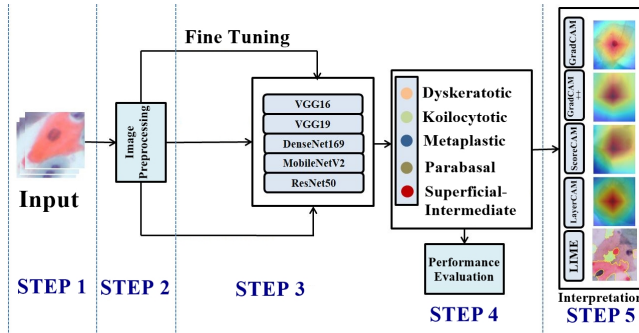 Fine Tuning
Input
Image
Preprocessing
VGG16
VGG19
DenseNet169
MobileNetV2
ResNet50
Dyskeratotic
Koilocytotic
Metaplastic
Parabasal
Superficial-
Intermediate
Performance
Evaluation
GradCAM
GradCAM
++
ScoreCAM
LayerCAM
LIME
Interpretation
STEP 1
STEP 2
STEP 3
STEP 4
STEP 5